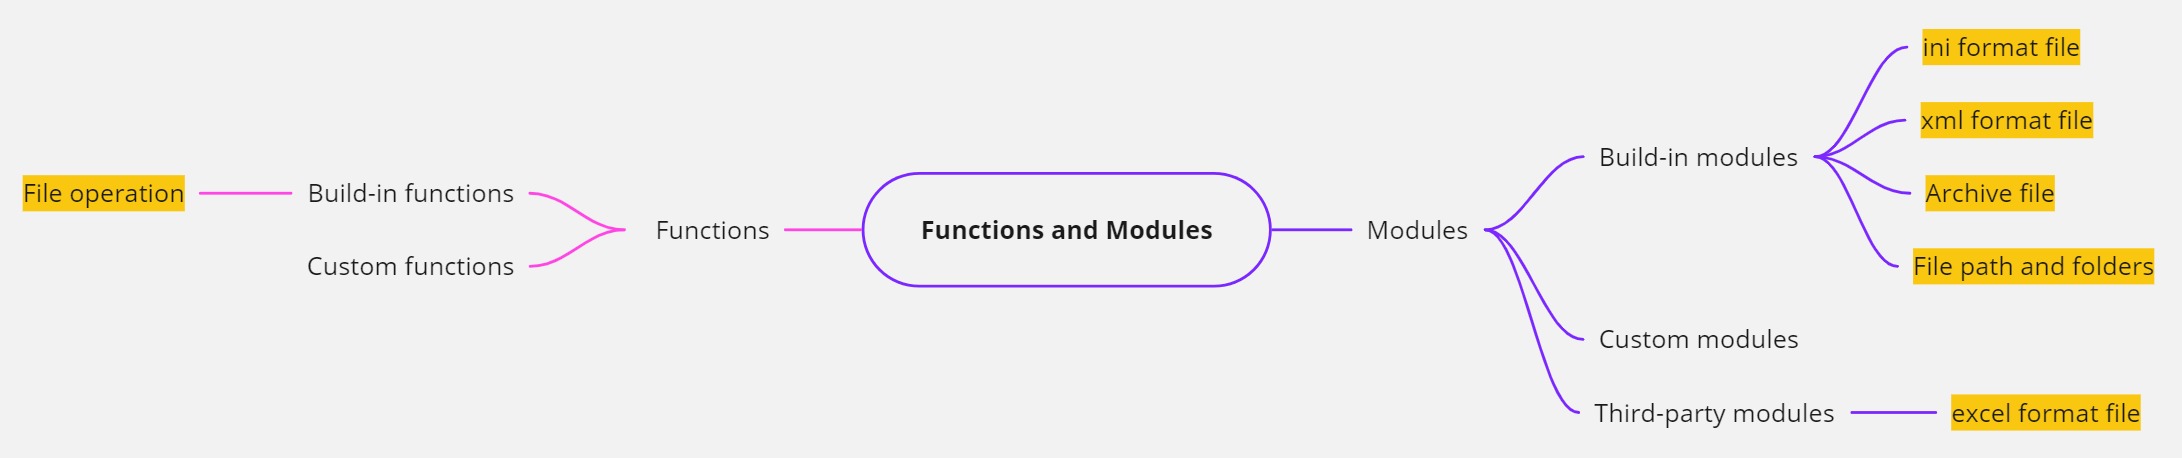 ini format file
xml format file
Build-in modules
File operation
Build-in functions
Archive file
Functions
Functions and Modules
Modules
Custom functions
File path and folders
Custom modules
Third-party modules
excel format file